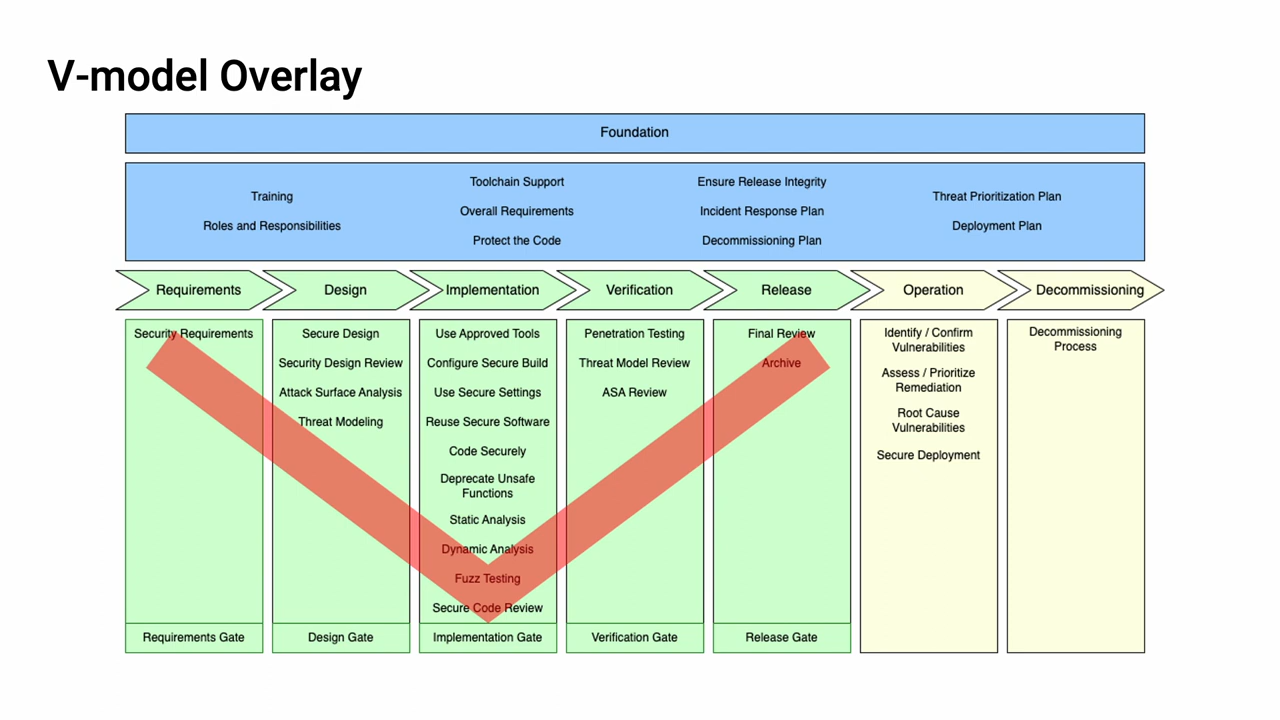 V-model Overlay
Foundation
Training
Roles and Responsibilities
Toolchain Support
Overall Requirements
Protect the Code
Ensure Release Integrity
Incident Response Plan
Decommissioning Plan
Threat Prioritization Plan
Deployment Plan
Requirements
Design
Implementation
Verification
Release
Operation
Decommissioning
Security Requirements
Requirements Gate
Secure Design
Security Design Review
Attack Surface Analysis
Threat Modeling
Design Gate
Use Approved Tools
Configure Secure Build
Use Secure Settings
Reuse Secure Software
Code Securely
Deprecate Unsafe
Functions
Static Analysis
Dynamic Analysis
Fuzz Testing
Secure Code Review
Implementation Gate
Penetration Testing
Threat Model Review
ASA Review
Verification Gate
Final Review
Archive
Release Gate
Identify / Confirm
Vulnerabilities
Assess / Prioritize
Remediation
Root Cause
Vulnerabilities
Secure Deployment
Decommissioning
Process